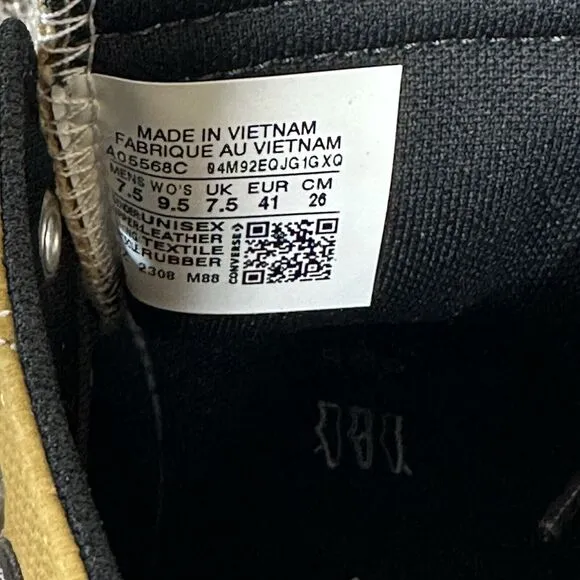 MADE IN VIETNAM
FABRIQUE AU VIETNAM
A05568C 04M92EQJG1GXQ
MENS WO'S UK EUR CM
7.5 9.5 7.5 41 26
UNISEX
LEATHER
TEXTILE
RUBBER
2308 M88
CONVERSE